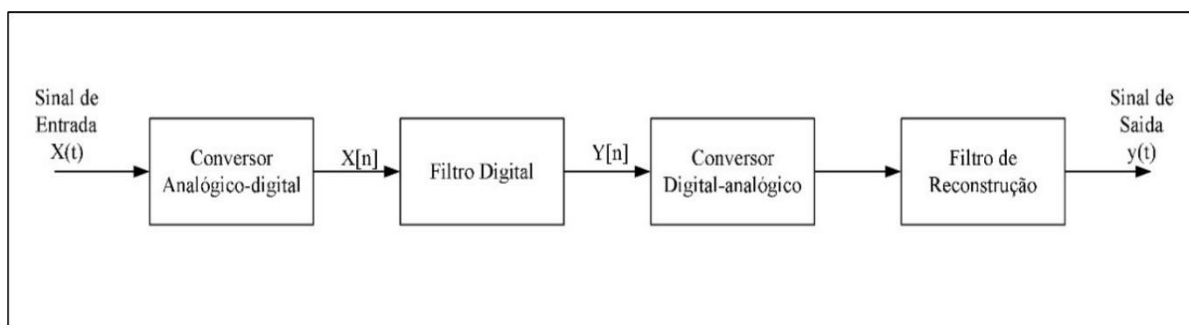 Sinal de
Entrada
X(t)
Conversor
Analógico-digital
X[n]
Filtro Digital
Y[n]
Conversor
Digital-analógico
Filtro de
Reconstrução
Sinal de
Saida
y(t)